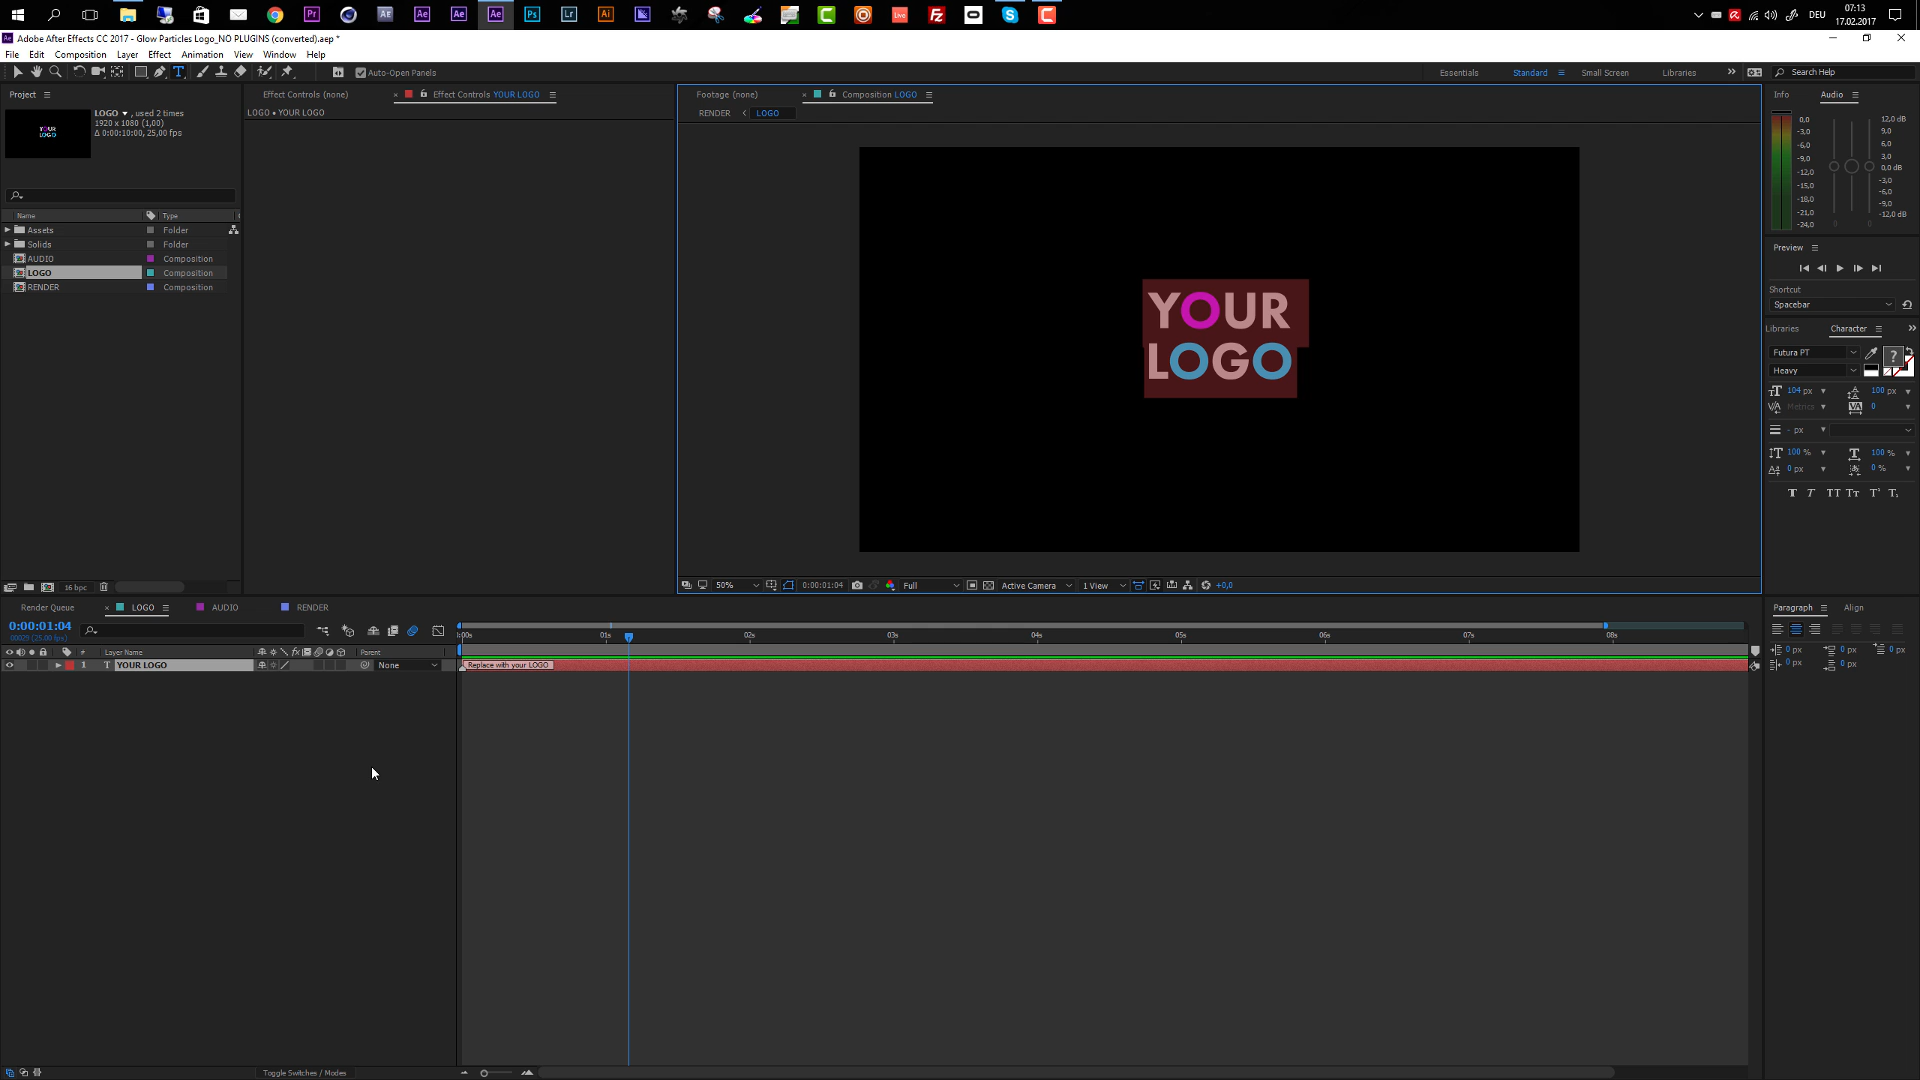 07:13
DEU
17.02.2017
Adobe After Effects CC 2017 - Glow Particles Logo_NO PLUGINS (converted).aep *
File Edit Composition Layer Effect Animation View Window Help
Auto-Open Panels
Essentials Standard Small Screen Libraries Search Help
Project
LOGO , used 2 times
1920 x 1080 (1,00)
Δ 0:00:10:00, 25,00 fps
Name Type
Assets Folder
Solids Folder
AUDIO Composition
LOGO Composition
RENDER Composition
16 bpc
Effect Controls (none)
Effect Controls YOUR LOGO
LOGO • YOUR LOGO
Footage (none)
Composition LOGO
RENDER LOGO
YOUR
LOGO
50% 0:00:01:04 Full Active Camera 1 View +0,0
Info Audio
0,0
-3,0
-6,0
-9,0
-12,0
-15,0
-18,0
-21,0
-24,0
12,0 dB
9,0
6,0
3,0
0,0 dB
-3,0
-6,0
-9,0
-12,0 dB
Preview
Shortcut
Spacebar
Libraries Character
Futura PT
Heavy
104 px 100 px
Metrics 0
- px
100 % 100 %
0 px 0 %
Render Queue LOGO AUDIO RENDER
0:00:01:04
00029 (25.00 fps)
# Layer Name Parent
1 T YOUR LOGO None
:00s 01s 02s 03s 04s 05s 06s 07s 08s
Replace with your LOGO
Toggle Switches / Modes
Paragraph Align
0 px 0 px 0 px
0 px 0 px